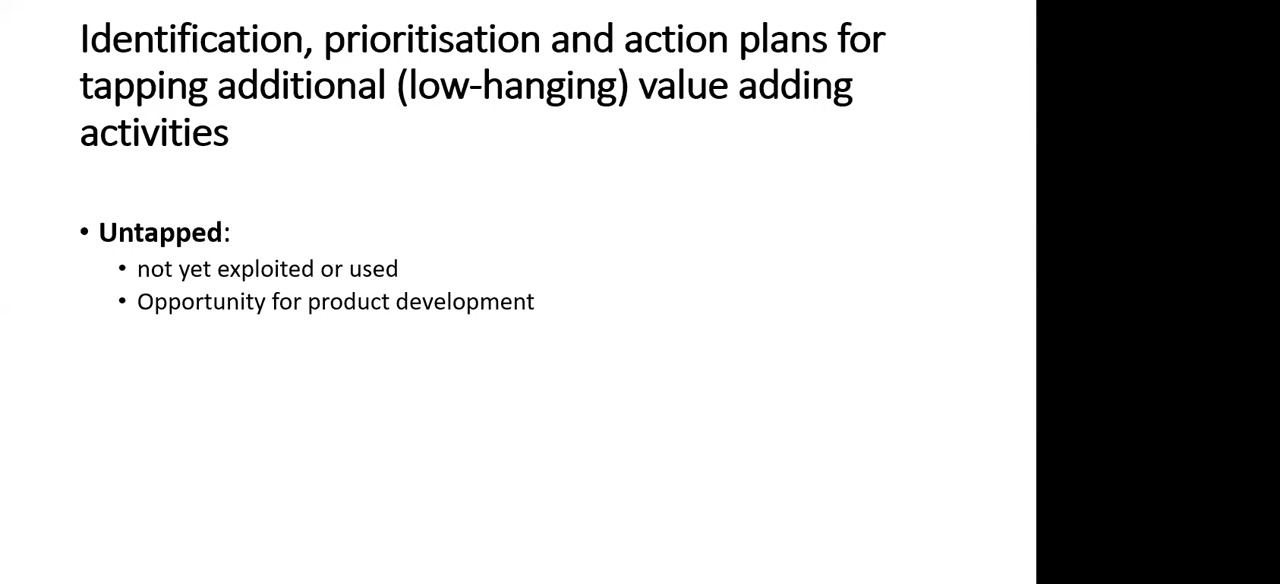 Identification, prioritisation and action plans for
tapping additional (low-hanging) value adding
activities
• Untapped:
• not yet exploited or used
• Opportunity for product development